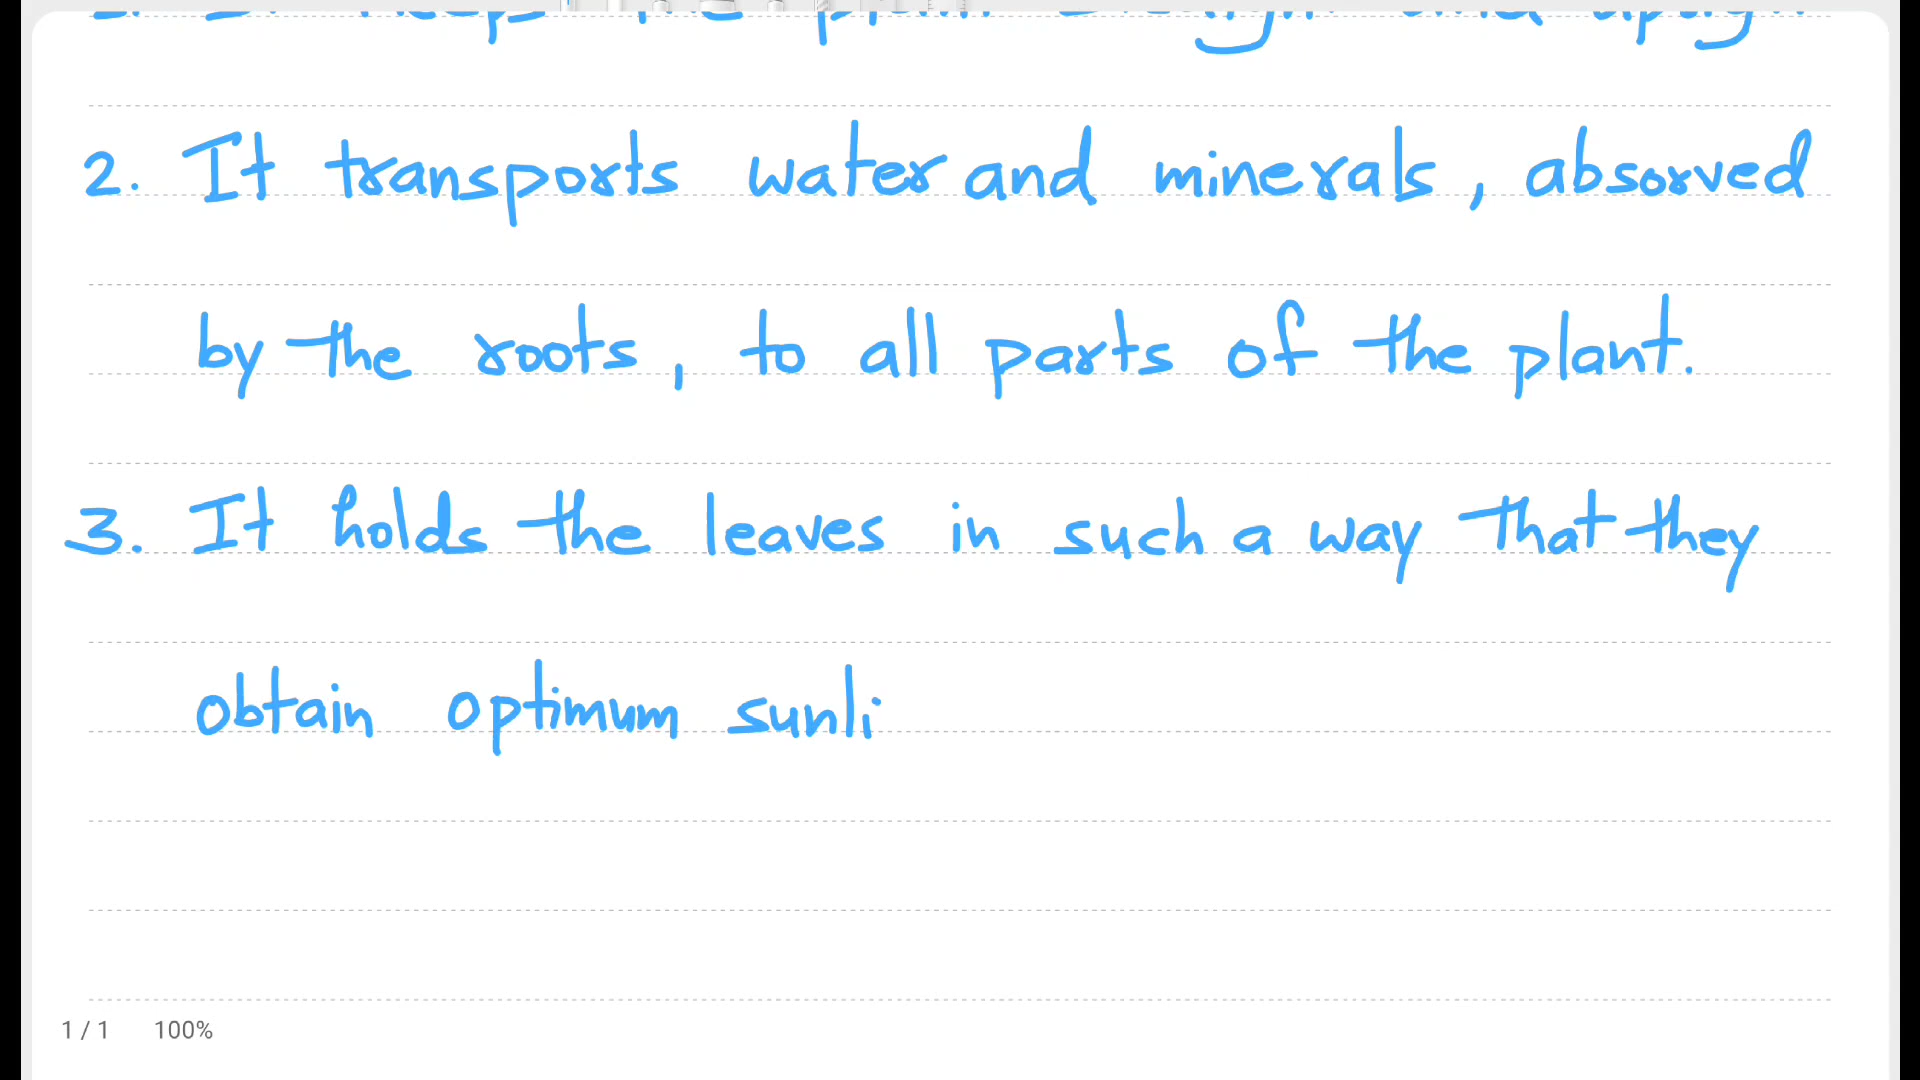 2. It transports water and minerals, absorved
by the roots, to all parts of the plant.
3. It holds the leaves in such a way that they
obtain optimum sunli
1 / 1 100%